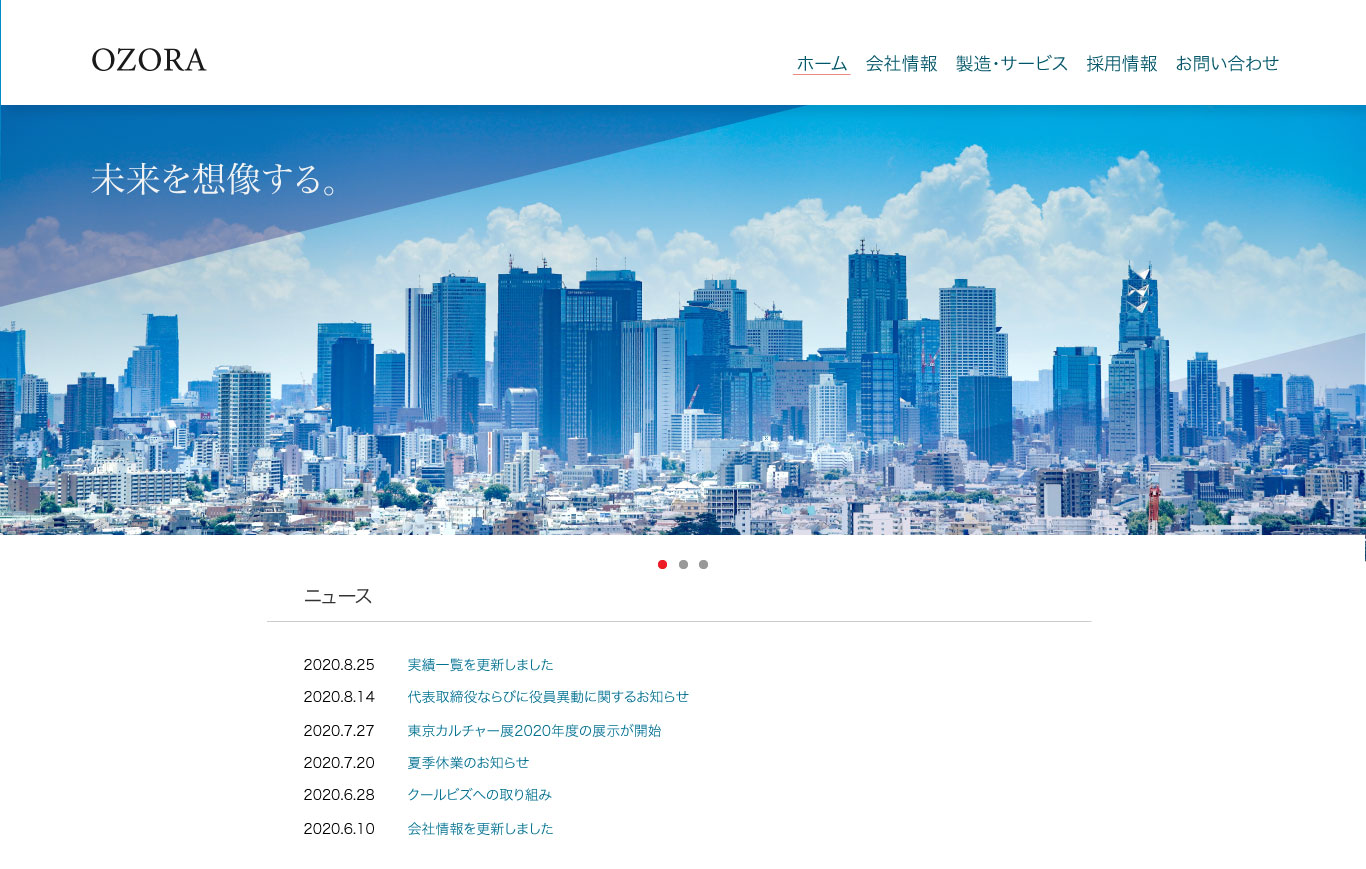 OZORA
ホーム 会社情報 製造・サービス 採用情報 お問い合わせ
未来を想像する。
ニュース
2020.8.25 実績一覧を更新しました
2020.8.14 代表取締役ならびに役員異動に関するお知らせ
2020.7.27 東京カルチャー展2020年度の展示が開始
2020.7.20 夏季休業のお知らせ
2020.6.28 クールビズへの取り組み
2020.6.10 会社情報を更新しました